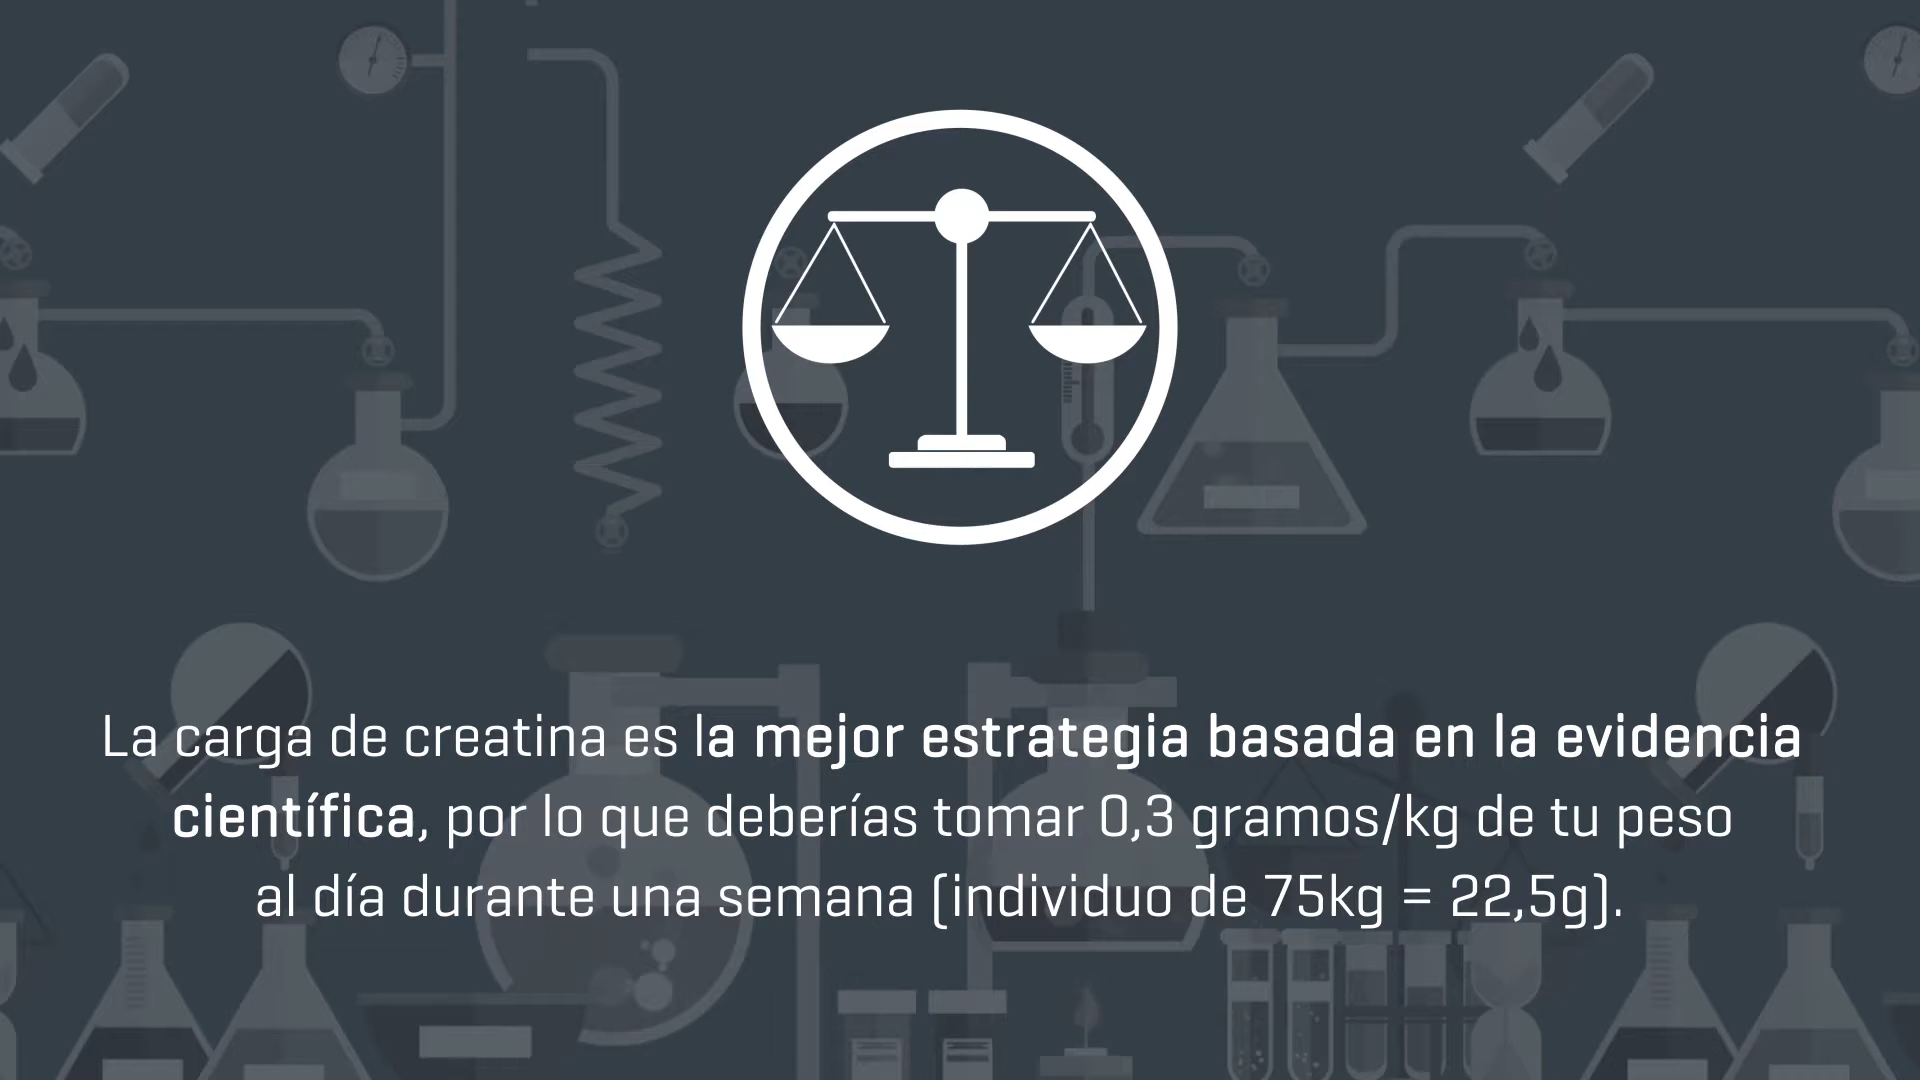 La carga de creatina es la mejor estrategia basada en la evidencia
científica, por lo que deberías tomar 0,3 gramos/kg de tu peso
al día durante una semana (individuo de 75kg = 22,5g).